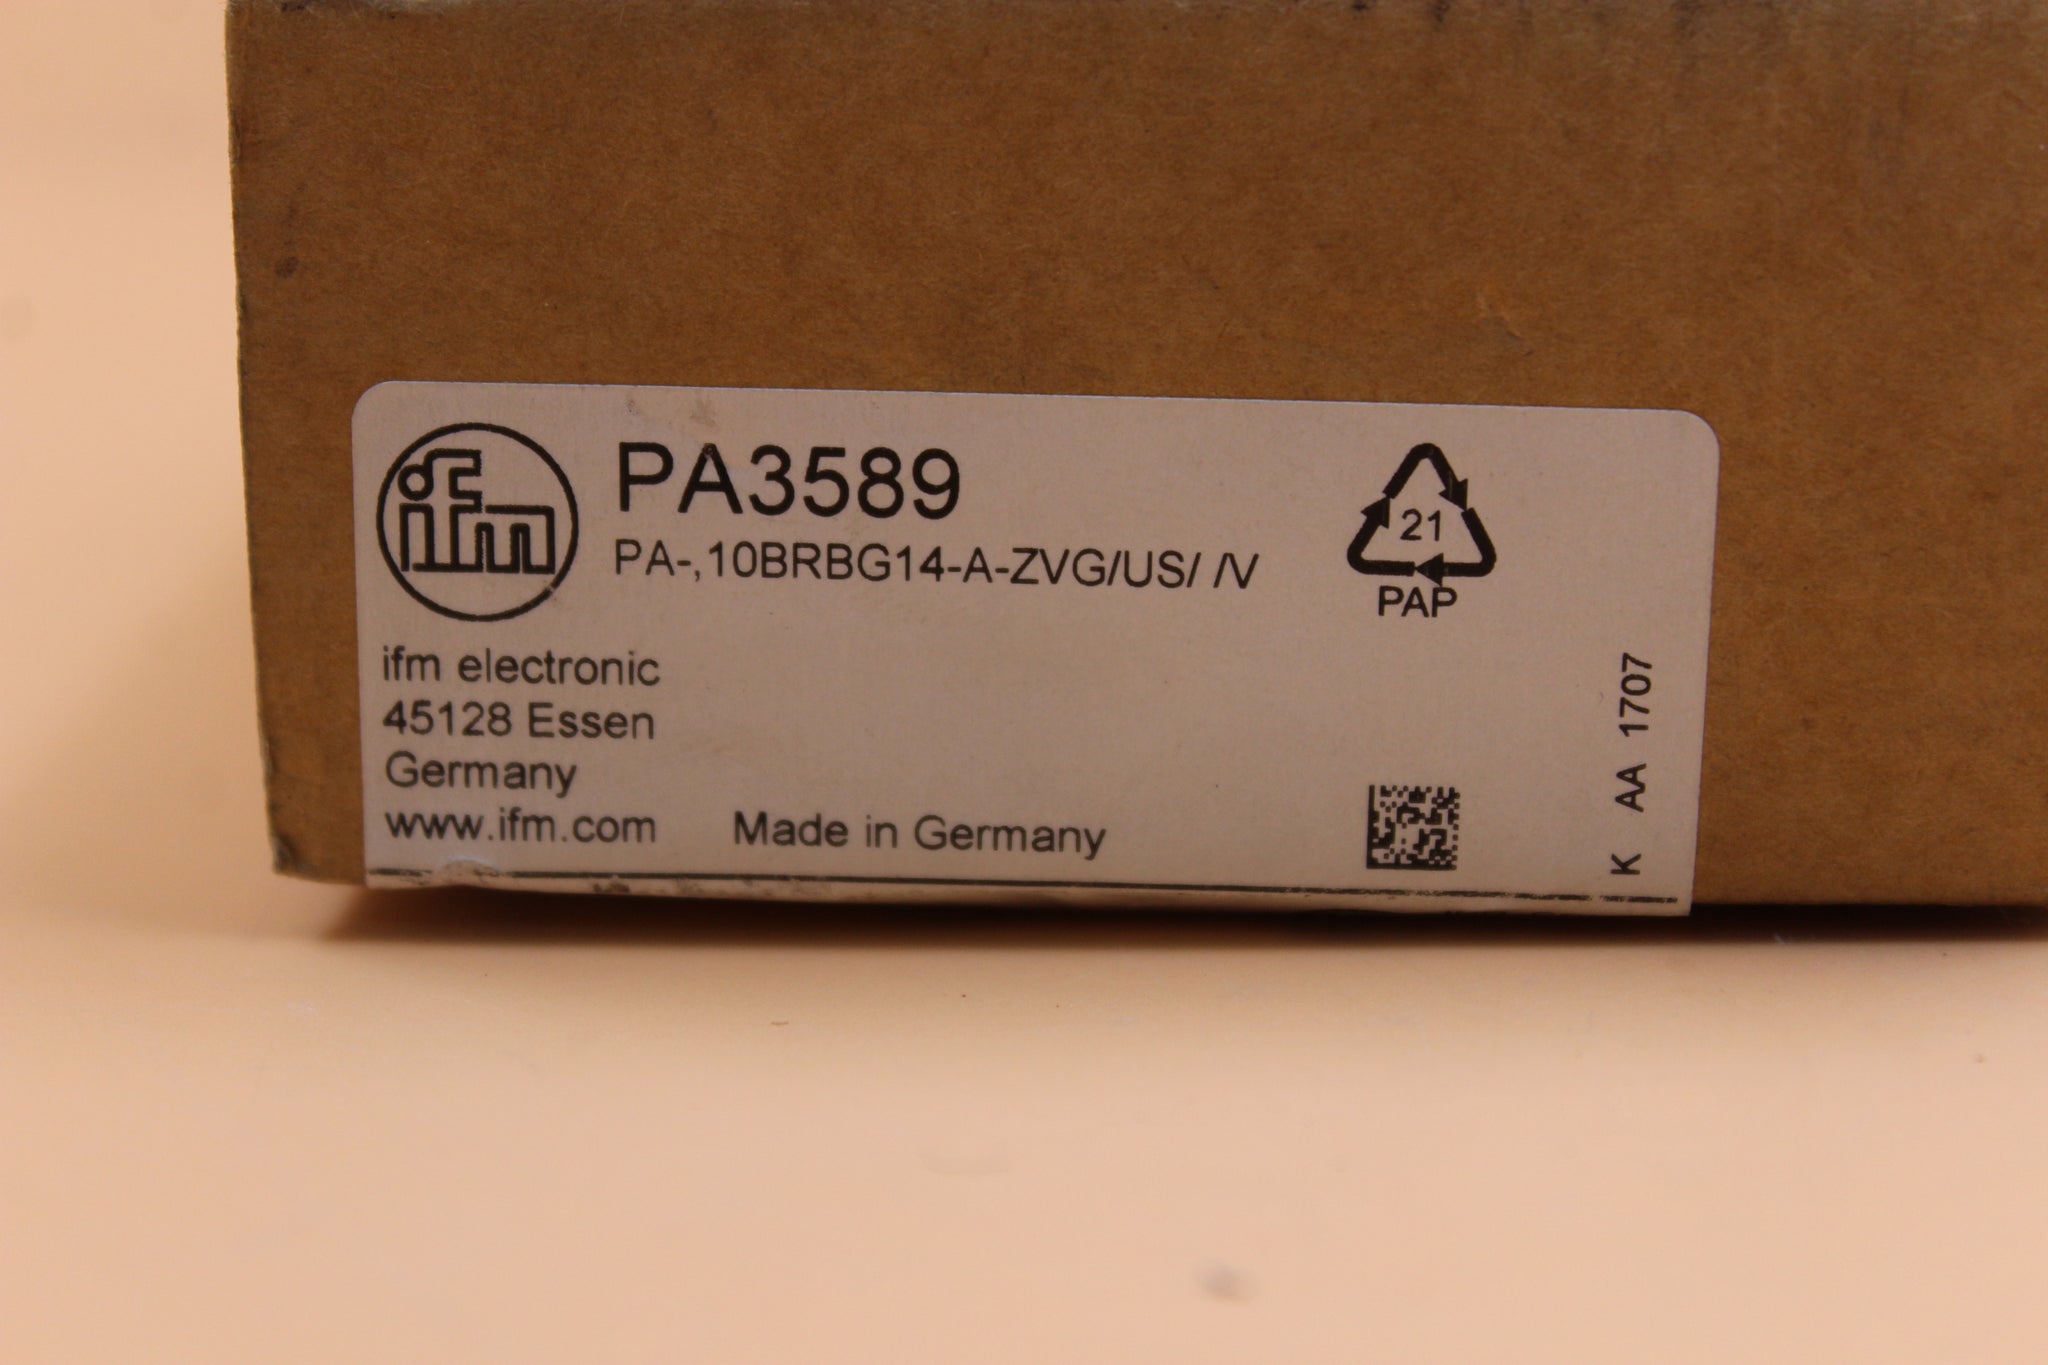 ifm
PA3589
PA-,10BRBG14-A-ZVG/US/ /V
21
PAP
ifm electronic
45128 Essen
Germany
www.ifm.com
Made in Germany
K AA 1707